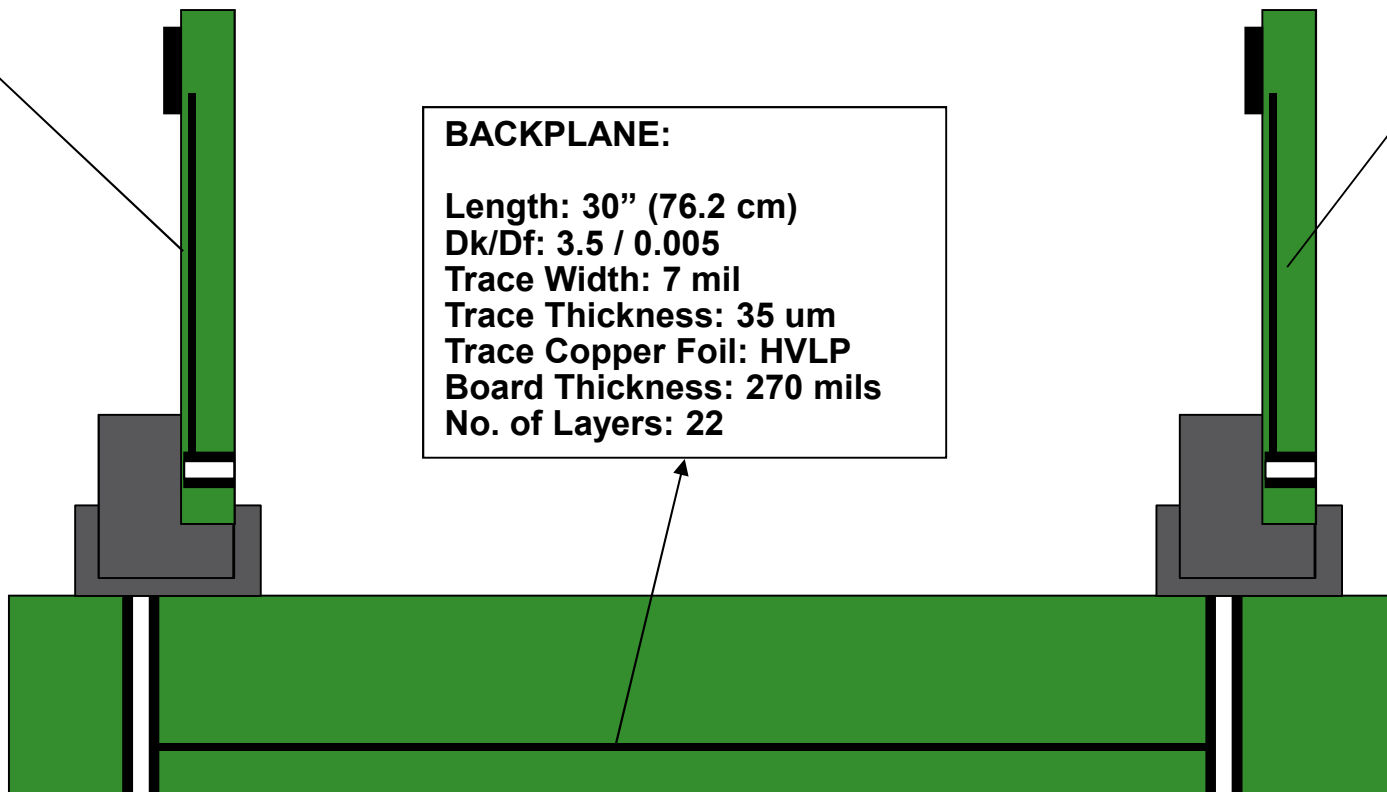 BACKPLANE:
Length: 30” (76.2 cm)
Dk/Df: 3.5 / 0.005
Trace Width: 7 mil
Trace Thickness: 35 um
Trace Copper Foil: HVLP
Board Thickness: 270 mils
No. of Layers: 22